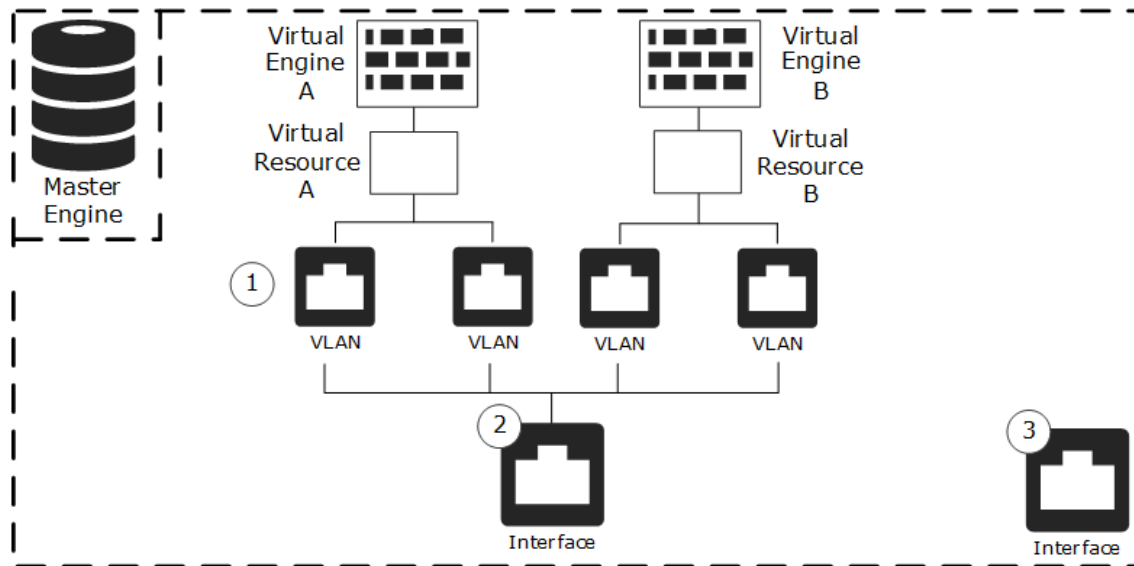 Virtual
Engine
A
Virtual
Engine
B
Master
Engine
Virtual
Resource
A
Virtual
Resource
B
1
VLAN
VLAN
VLAN
VLAN
2
Interface
3
Interface